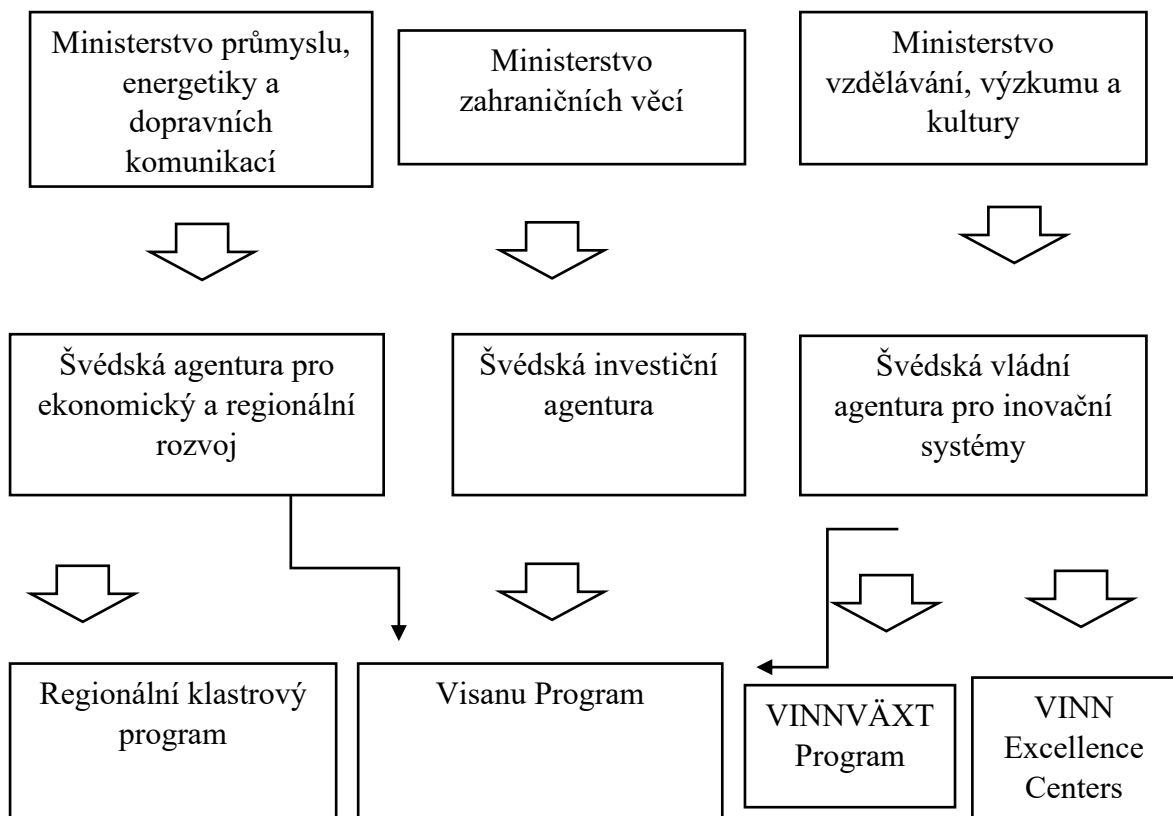 Ministerstvo průmyslu,
energetiky a
dopravních
komunikací
Ministerstvo
zahraničních věcí
Ministerstvo
vzdělávání, výzkumu a
kultury
Švédská agentura pro
ekonomický a regionální
rozvoj
Švédská investiční
agentura
Švédská vládní
agentura pro inovační
systémy
Regionální klastrový
program
Visanu Program
VINNVÄXT
Program
VINN
Excellence
Centers